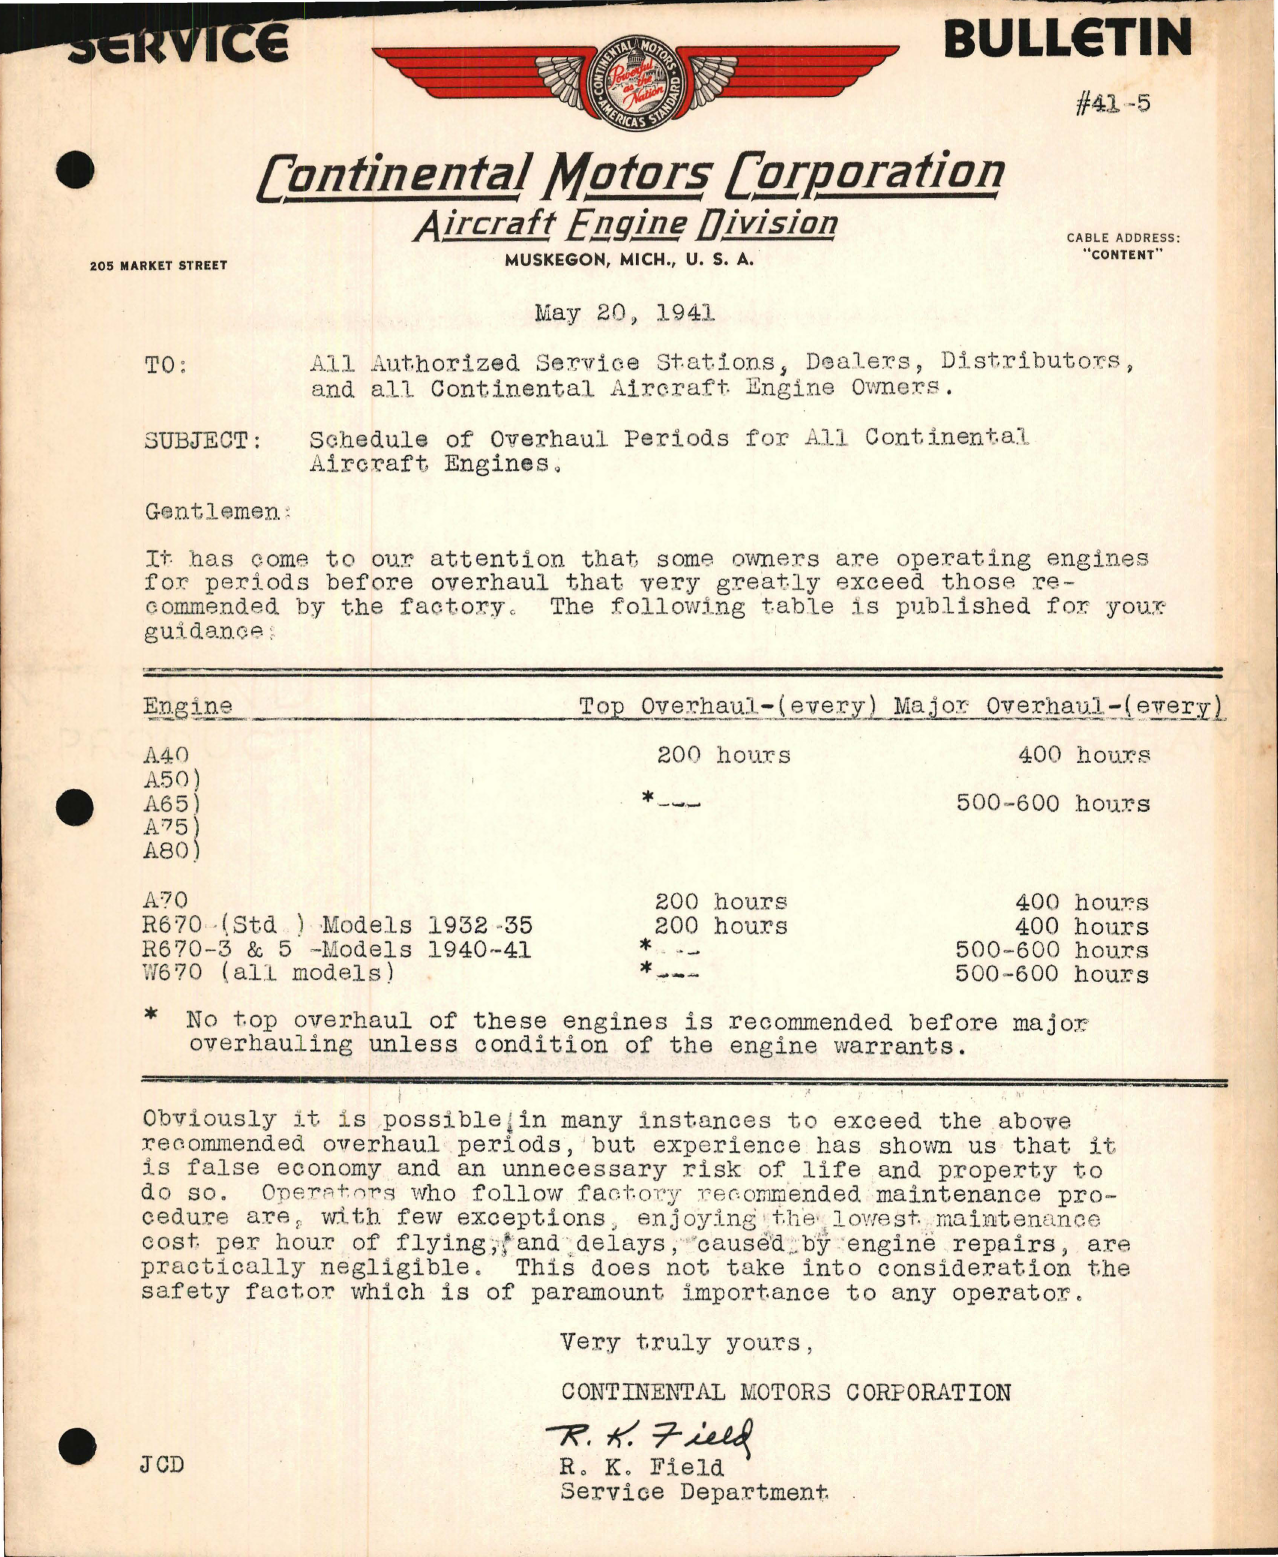 SERVICE BULLETIN
#41-5
CONTINENTAL MOTORS
Powerful
as the
Nation
AMERICA'S STANDARD
Continental Motors Corporation
Aircraft Engine Division
MUSKEGON, MICH., U. S. A.
205 MARKET STREET
CABLE ADDRESS:
"CONTENT"
May 20, 1941
TO: All Authorized Service Stations, Dealers, Distributors,
and all Continental Aircraft Engine Owners.
SUBJECT: Schedule of Overhaul Periods for All Continental
Aircraft Engines.
Gentlemen:
It has come to our attention that some owners are operating engines
for periods before overhaul that very greatly exceed those re-
commended by the factory. The following table is published for your
guidance:
Engine Top Overhaul-(every) Major Overhaul-(every)
A40 200 hours 400 hours
A50)
A65) *--- 500-600 hours
A75)
A80)
A70 200 hours 400 hours
R670-(Std.) Models 1932-35 200 hours 400 hours
R670-3 & 5 -Models 1940-41 *--- 500-600 hours
W670 (all models) *--- 500-600 hours
* No top overhaul of these engines is recommended before major
overhauling unless condition of the engine warrants.
Obviously it is possible in many instances to exceed the above
recommended overhaul periods, but experience has shown us that it
is false economy and an unnecessary risk of life and property to
do so. Operators who follow factory recommended maintenance pro-
cedure are, with few exceptions, enjoying the lowest maintenance
cost per hour of flying, and delays, caused by engine repairs, are
practically negligible. This does not take into consideration the
safety factor which is of paramount importance to any operator.
Very truly yours,
CONTINENTAL MOTORS CORPORATION
R. K. Field
JCD R. K. Field
Service Department